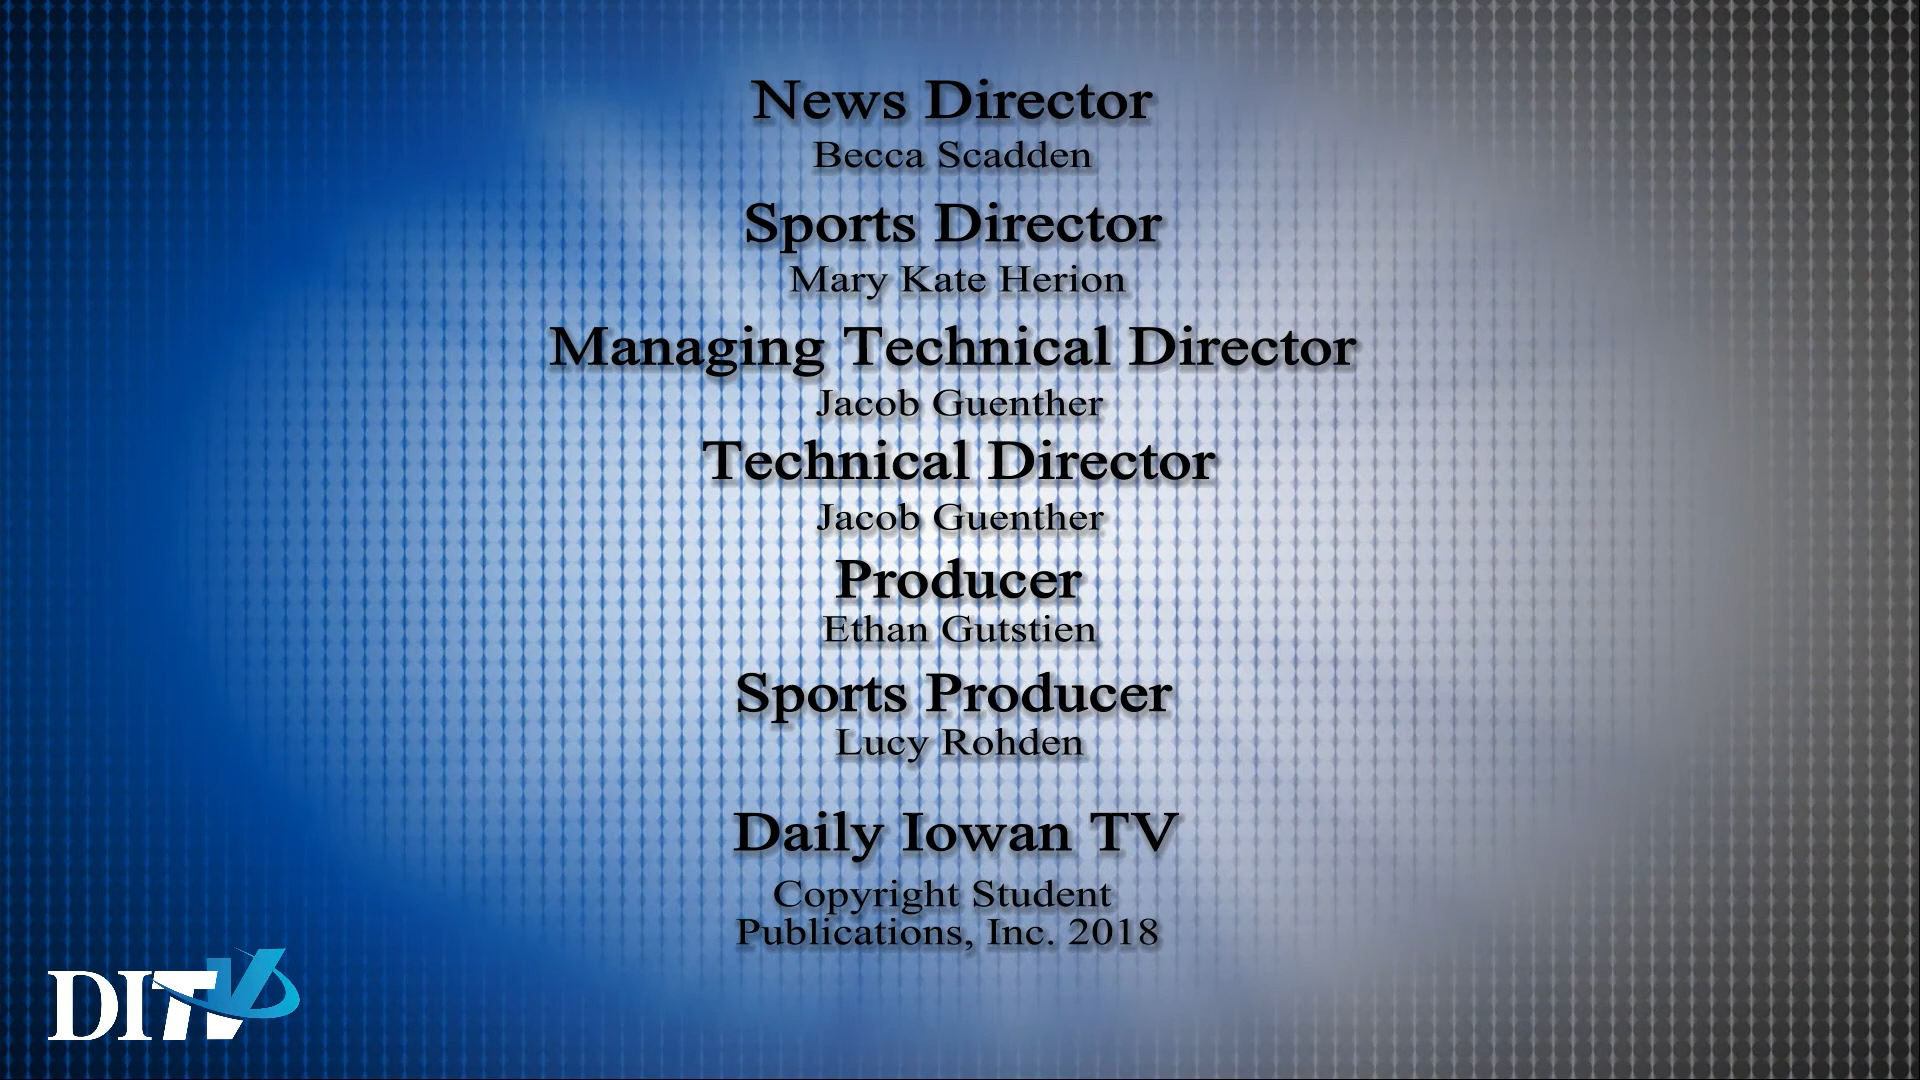 News Director
Becca Scadden
Sports Director
Mary Kate Herion
Managing Technical Director
Jacob Guenther
Technical Director
Jacob Guenther
Producer
Ethan Gutstien
Sports Producer
Lucy Rohden
Daily Iowan TV
Copyright Student
Publications, Inc. 2018
DITV